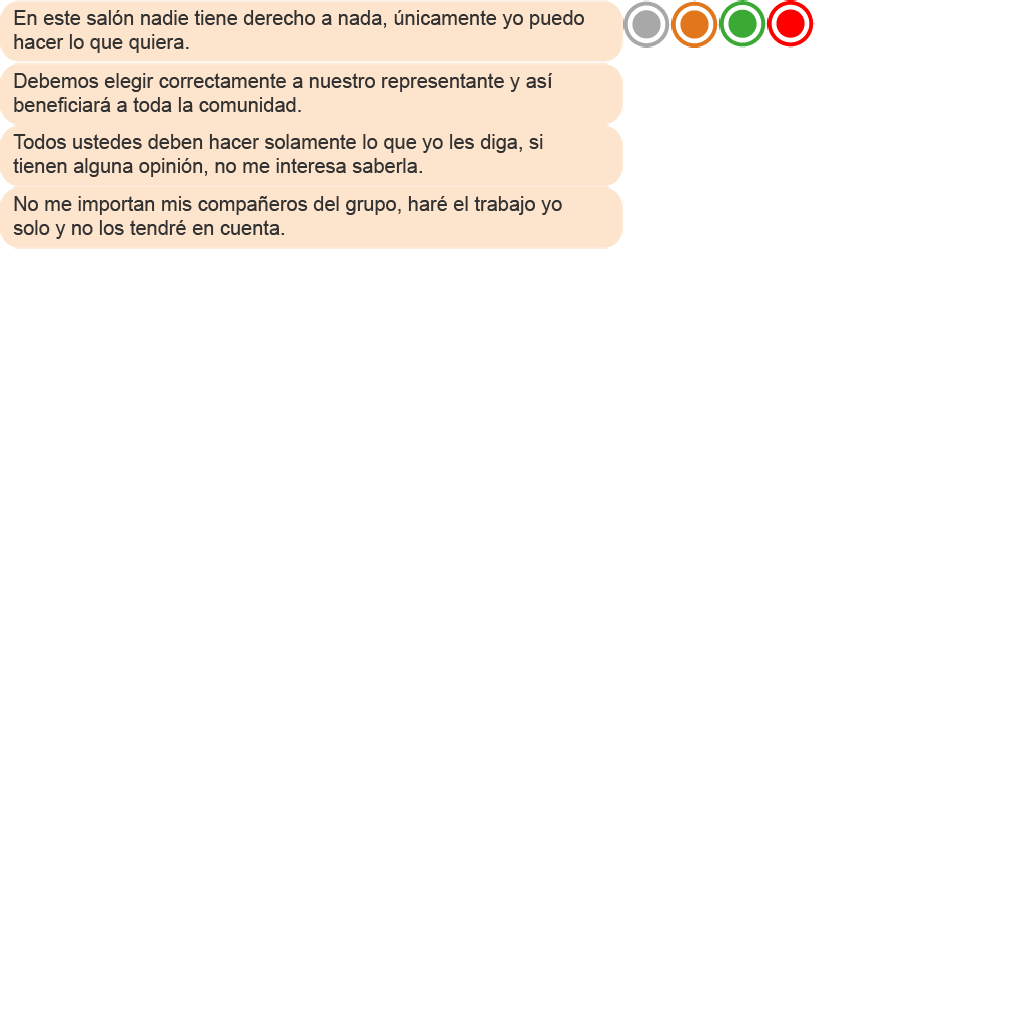 En este salón nadie tiene derecho a nada, únicamente yo puedo
hacer lo que quiera.
Debemos elegir correctamente a nuestro representante y así
beneficiará a toda la comunidad.
Todos ustedes deben hacer solamente lo que yo les diga, si
tienen alguna opinión, no me interesa saberla.
No me importan mis compañeros del grupo, haré el trabajo yo
solo y no los tendré en cuenta.